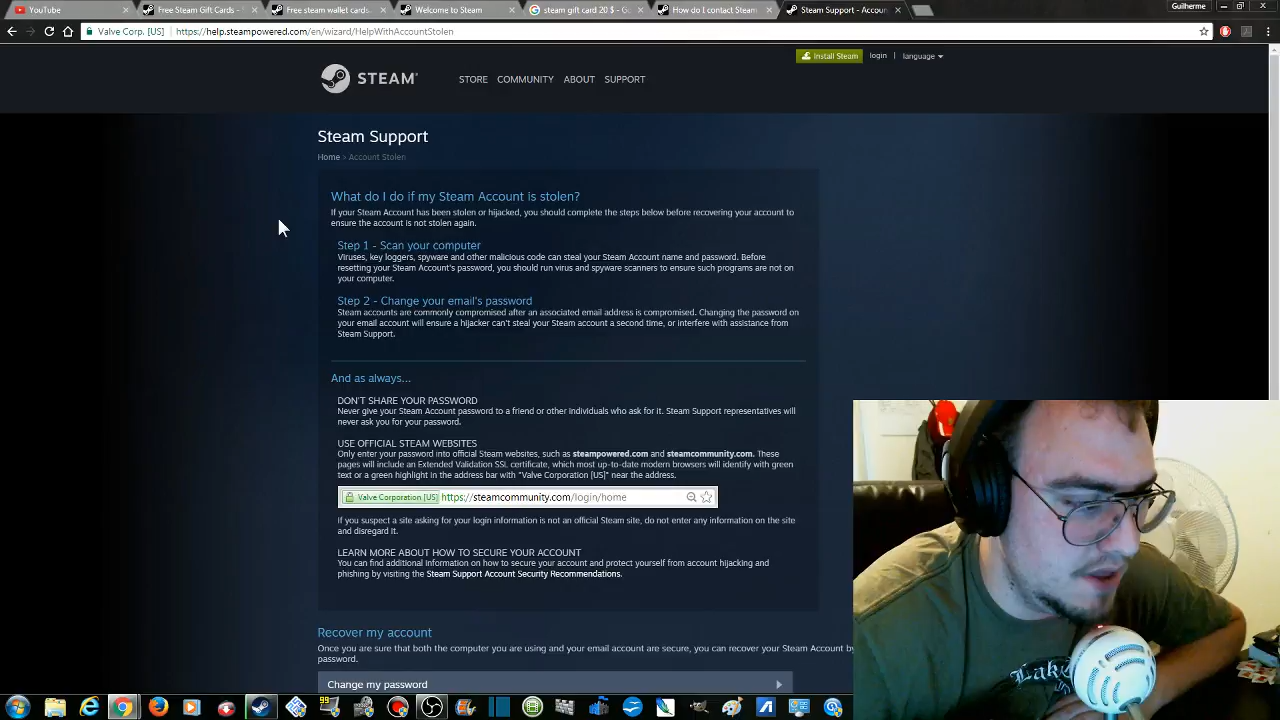 YouTube
Free Steam Gift Cards -
Free steam wallet cards.
Welcome to Steam
steam gift card 20 $ - G
How do I contact Steam
Steam Support - Accoun
Guilherme
Valve Corp. [US] https://help.steampowered.com/en/wizard/HelpWithAccountStolen
Install Steam login | language
STEAM STORE COMMUNITY ABOUT SUPPORT
Steam Support
Home > Account Stolen
What do I do if my Steam Account is stolen?
If your Steam Account has been stolen or hijacked, you should complete the steps below before recovering your account to
ensure the account is not stolen again.
Step 1 - Scan your computer
Viruses, key loggers, spyware and other malicious code can steal your Steam Account name and password. Before
resetting your Steam Account's password, you should run virus and spyware scanners to ensure such programs are not on
your computer.
Step 2 - Change your email's password
Steam accounts are commonly compromised after an associated email address is compromised. Changing the password on
your email account will ensure a hijacker can't steal your Steam account a second time, or interfere with assistance from
Steam Support.
And as always...
DON'T SHARE YOUR PASSWORD
Never give your Steam Account password to a friend or other individuals who ask for it. Steam Support representatives will
never ask you for your password.
USE OFFICIAL STEAM WEBSITES
Only enter your password into official Steam websites, such as steampowered.com and steamcommunity.com. These
pages will include an Extended Validation SSL certificate, which most up-to-date modern browsers will identify with green
text or a green highlight in the address bar with "Valve Corporation [US]" near the address.
Valve Corporation [US] https://steamcommunity.com/login/home
If you suspect a site asking for your login information is not an official Steam site, do not enter any information on the site
and disregard it.
LEARN MORE ABOUT HOW TO SECURE YOUR ACCOUNT
You can find additional information on how to secure your account and protect yourself from account hijacking and
phishing by visiting the Steam Support Account Security Recommendations.
Recover my account
Once you are sure that both the computer you are using and your email account are secure, you can recover your Steam Account by
password.
Change my password
99